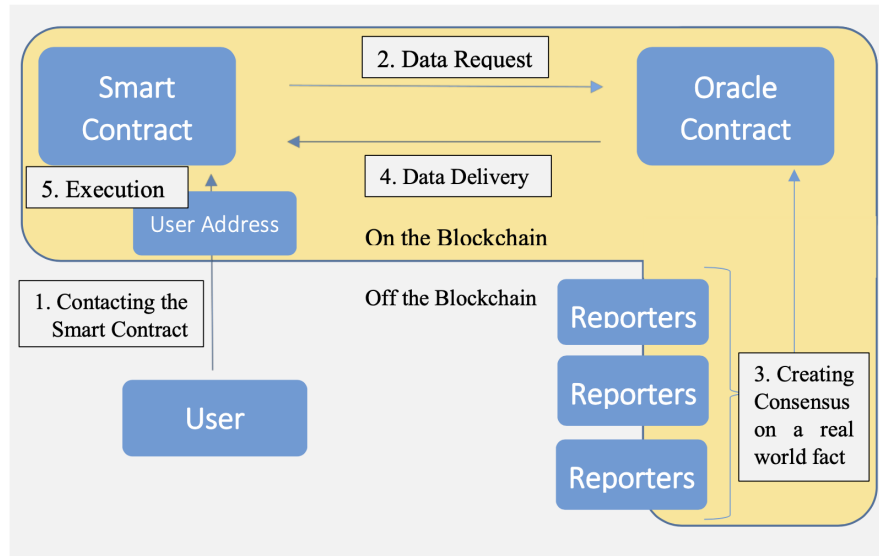 2. Data Request
Smart
Contract
Oracle
Contract
5. Execution
4. Data Delivery
User Address
On the Blockchain
Off the Blockchain
1. Contacting the
Smart Contract
Reporters
Reporters
Reporters
3. Creating
Consensus
on a real
world fact
User